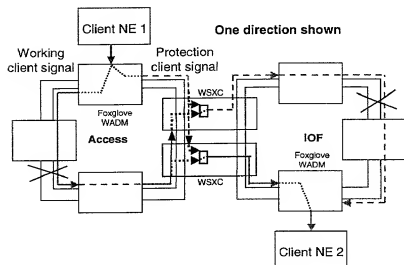 Client NE 1
One direction shown
Working
client signal
Protection
client signal
Foxglove
WADM
Access
WSXC
WSXC
IOF
Foxglove
WADM
Client NE 2